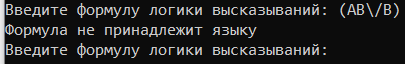 Введите формулу логики высказываний: (AB\/B)
Формула не принадлежит языку
Введите формулу логики высказываний: